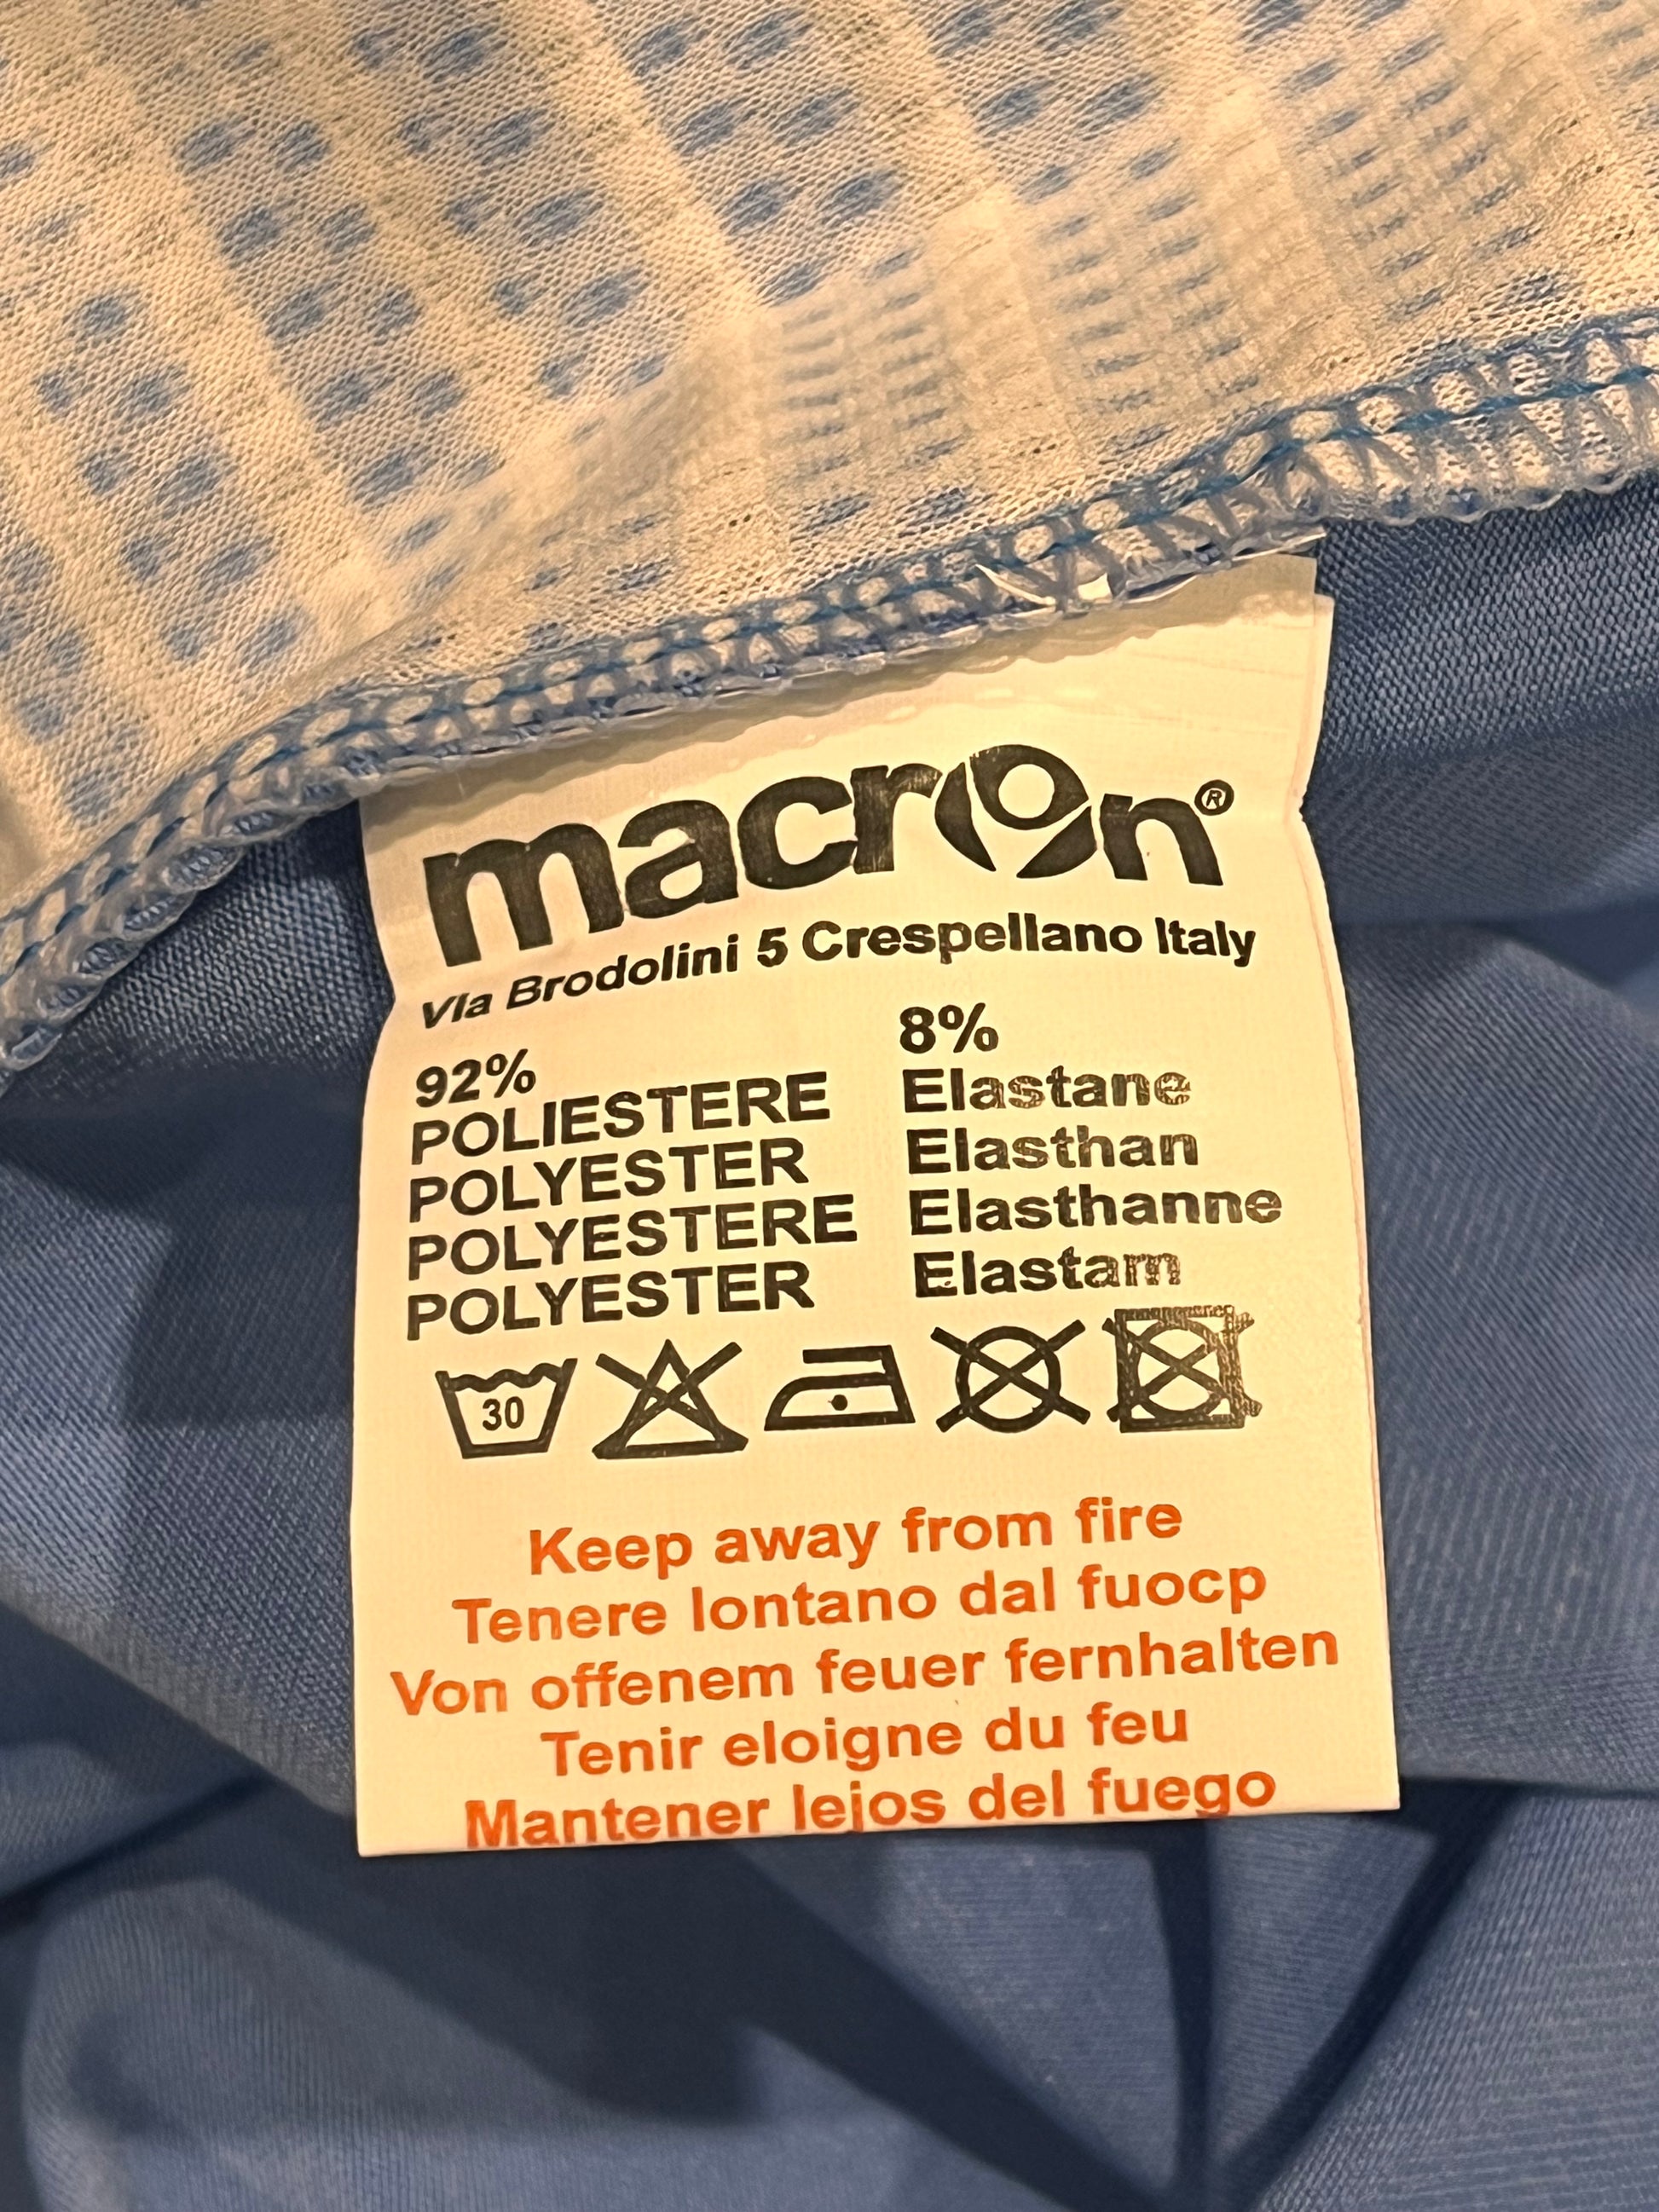 macron®
Via Brodolini 5 Crespellano Italy
92%
POLIESTERE
POLYESTER
POLYESTERE
POLYESTER
8%
Elastane
Elasthan
Elasthanne
Elastam
30
Keep away from fire
Tenere lontano dal fuocp
Von offenem feuer fernhalten
Tenir eloigne du feu
Mantener lejos del fuego